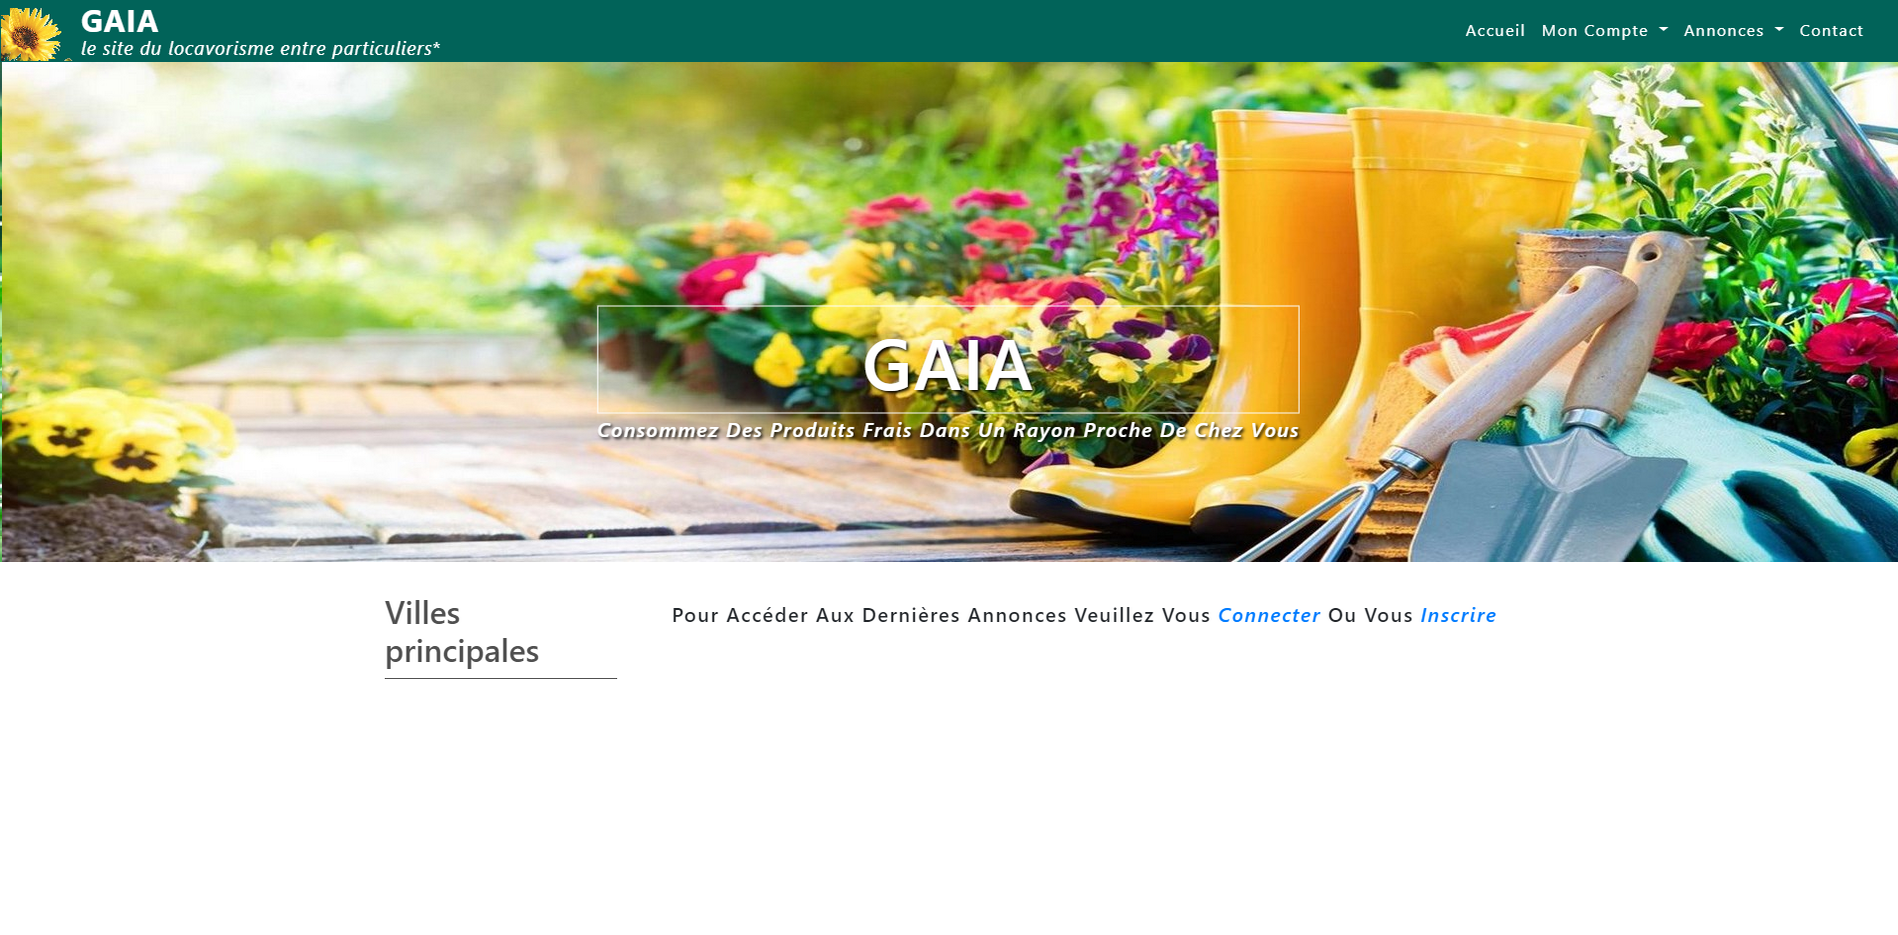 GAIA
le site du locavorisme entre particuliers*
Accueil Mon Compte Annonces Contact
GAIA
Consommez Des Produits Frais Dans Un Rayon Proche De Chez Vous
Villes
principales
Pour Accéder Aux Dernières Annonces Veuillez Vous Connecter Ou Vous Inscrire